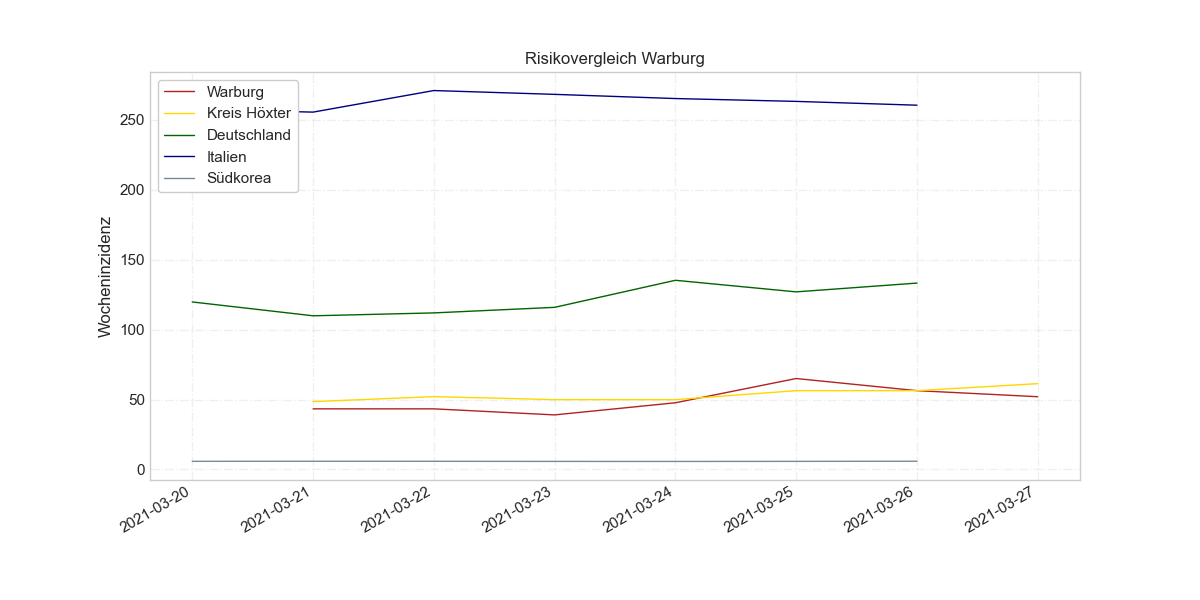 Risikovergleich Warburg
Warburg
Kreis Höxter
Deutschland
Italien
Südkorea
Wocheninzidenz
250
200
150
100
50
0
2021-03-20
2021-03-21
2021-03-22
2021-03-23
2021-03-24
2021-03-25
2021-03-26
2021-03-27